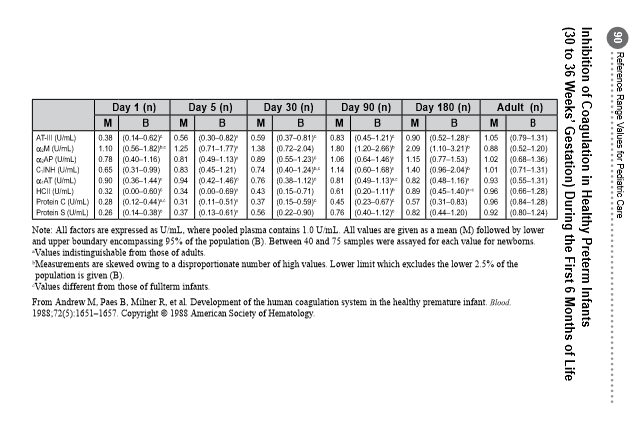 90 Reference Range Values for Pediatric Care
Inhibition of Coagulation in Healthy Preterm Infants
(30 to 36 Weeks' Gestation) During the First 6 Months of Life
Day 1 (n) Day 5 (n) Day 30 (n) Day 90 (n) Day 180 (n) Adult (n)
M B M B M B M B M B M B
AT-III (U/mL) 0.38 (0.14–0.62)ᶜ 0.56 (0.30–0.82)ᶜ 0.59 (0.37–0.81)ᶜ 0.83 (0.45–1.21)ᶜ 0.90 (0.52–1.28)ᶜ 1.05 (0.79–1.31)
α₂M (U/mL) 1.10 (0.56–1.82)ᵇ·ᶜ 1.25 (0.71–1.77)ᶜ 1.38 (0.72–2.04) 1.80 (1.20–2.66)ᵇ 2.09 (1.10–3.21)ᵇ 0.88 (0.52–1.20)
α₂AP (U/mL) 0.78 (0.40–1.16) 0.81 (0.49–1.13)ᶜ 0.89 (0.55–1.23)ᶜ 1.06 (0.64–1.46)ᶜ 1.15 (0.77–1.53) 1.02 (0.68–1.36)
C₁INH (U/mL) 0.65 (0.31–0.99) 0.83 (0.45–1.21) 0.74 (0.40–1.24)ᵇ·ᶜ 1.14 (0.60–1.68)ᶜ 1.40 (0.96–2.04)ᵇ 1.01 (0.71–1.31)
α₁AT (U/mL) 0.90 (0.36–1.44)ᶜ 0.94 (0.42–1.46)ᶜ 0.76 (0.38–1.12)ᶜ 0.81 (0.49–1.13)ᵃ·ᶜ 0.82 (0.48–1.16)ᶜ 0.93 (0.55–1.31)
HCII (U/mL) 0.32 (0.00–0.60)ᶜ 0.34 (0.00–0.69)ᶜ 0.43 (0.15–0.71) 0.61 (0.20–1.11)ᵇ 0.89 (0.45–1.40)ᵃ·ᶜ 0.96 (0.66–1.28)
Protein C (U/mL) 0.28 (0.12–0.44)ᵃ·ᶜ 0.31 (0.11–0.51)ᶜ 0.37 (0.15–0.59)ᶜ 0.45 (0.23–0.67)ᶜ 0.57 (0.31–0.83) 0.96 (0.84–1.28)
Protein S (U/mL) 0.26 (0.14–0.38)ᶜ 0.37 (0.13–0.61)ᶜ 0.56 (0.22–0.90) 0.76 (0.40–1.12)ᶜ 0.82 (0.44–1.20) 0.92 (0.80–1.24)
Note: All factors are expressed as U/mL, where pooled plasma contains 1.0 U/mL. All values are given as a mean (M) followed by lower
and upper boundary encompassing 95% of the population (B). Between 40 and 75 samples were assayed for each value for newborns.
ᵃValues indistinguishable from those of adults.
ᵇMeasurements are skewed owing to a disproportionate number of high values. Lower limit which excludes the lower 2.5% of the
population is given (B).
ᶜValues different from those of fullterm infants.
From Andrew M, Paes B, Milner R, et al. Development of the human coagulation system in the healthy premature infant. Blood.
1988;72(5):1651–1657. Copyright © 1988 American Society of Hematology.